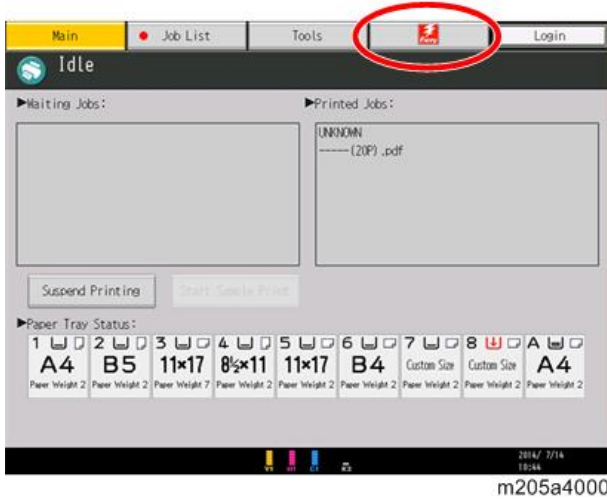 Main
Job List
Tools
Fiery
Login
Idle
▶Waiting Jobs:
▶Printed Jobs:
UNKNOWN
-----(20P) .pdf
Suspend Printing
Start Sample Print
▶Paper Tray Status:
1 2 3 4 5 6 7 8 A
A4 B5 11×17 8½×11 11×17 B4 Custom Size Custom Size A4
Paper Weight 2 Paper Weight 2 Paper Weight 7 Paper Weight 2 Paper Weight 2 Paper Weight 2 Paper Weight 2 Paper Weight 2 Paper Weight 2
2014/ 7/14
10:44
m205a4000